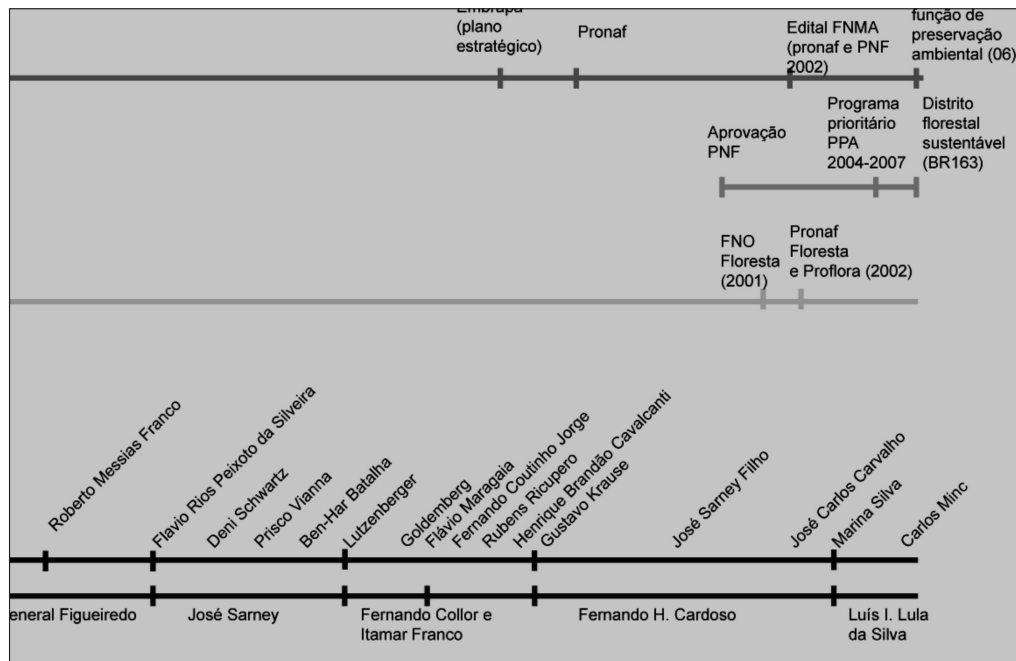 Embrapa
(plano
estratégico)
Pronaf
Edital FNMA
(pronaf e PNF
2002)
função de
preservação
ambiental (06)
Aprovação
PNF
Programa
prioritário
PPA
2004-2007
Distrito
florestal
sustentável
(BR163)
FNO
Floresta
(2001)
Pronaf
Floresta
e Proflora (2002)
Roberto Messias Franco
Flavio Rios Peixoto da Silveira
Deni Schwartz
Prisco Vianna
Ben-Har Batalha
Lutzenberger
Goldemberg
Flávio Maragaia
Fernando Coutinho Jorge
Rubens Ricupero
Henrique Brandão Cavalcanti
Gustavo Krause
José Sarney Filho
José Carlos Carvalho
Marina Silva
Carlos Minc
eneral Figueiredo
José Sarney
Fernando Collor e
Itamar Franco
Fernando H. Cardoso
Luís I. Lula
da Silva